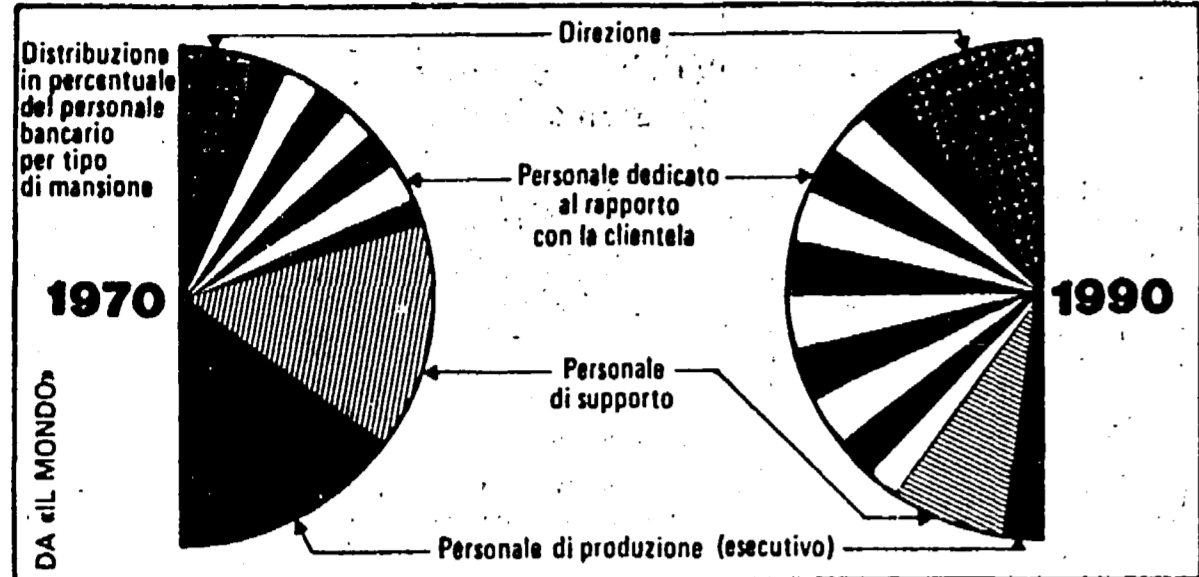 Distribuzione
in percentuale
del personale
bancario
per tipo
di mansione
Direzione
Personale dedicato
al rapporto
con la clientela
1970
1990
Personale
di supporto
Personale di produzione (esecutivo)
DA «IL MONDO»